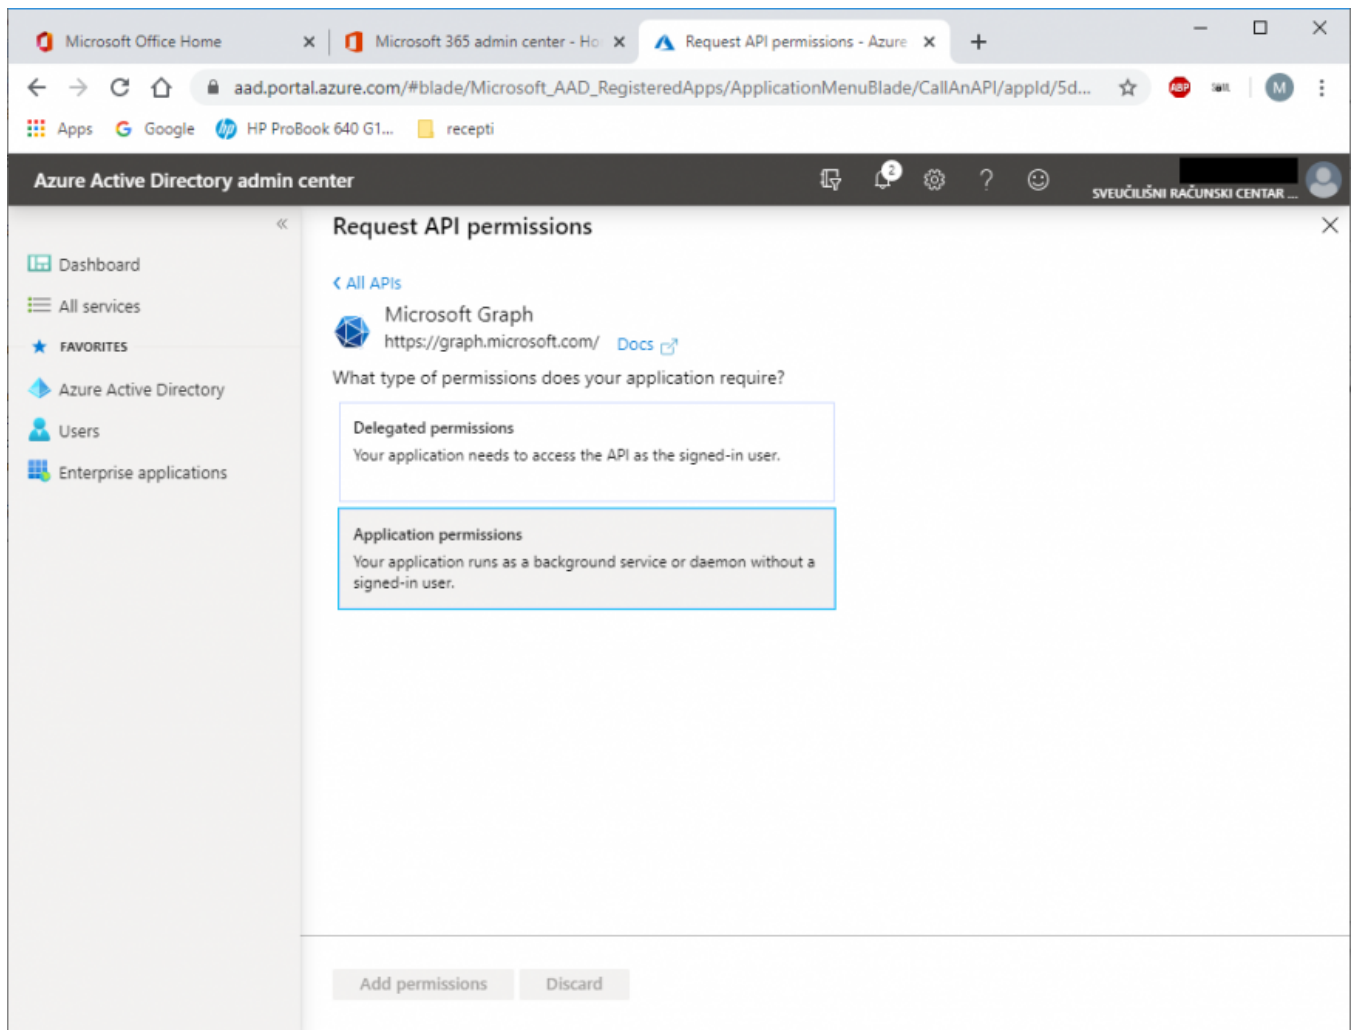 Microsoft Office Home
Microsoft 365 admin center - Ho
Request API permissions - Azure
aad.portal.azure.com/#blade/Microsoft_AAD_RegisteredApps/ApplicationMenuBlade/CallAnAPI/appId/5d...
ABP
M
Apps
Google
hp
HP ProBook 640 G1...
recepti
Azure Active Directory admin center
2
SVEUČILIŠNI RAČUNSKI CENTAR ...
Request API permissions
Dashboard
All services
FAVORITES
Azure Active Directory
Users
Enterprise applications
All APIs
Microsoft Graph
https://graph.microsoft.com/ Docs
What type of permissions does your application require?
Delegated permissions
Your application needs to access the API as the signed-in user.
Application permissions
Your application runs as a background service or daemon without a
signed-in user.
Add permissions
Discard